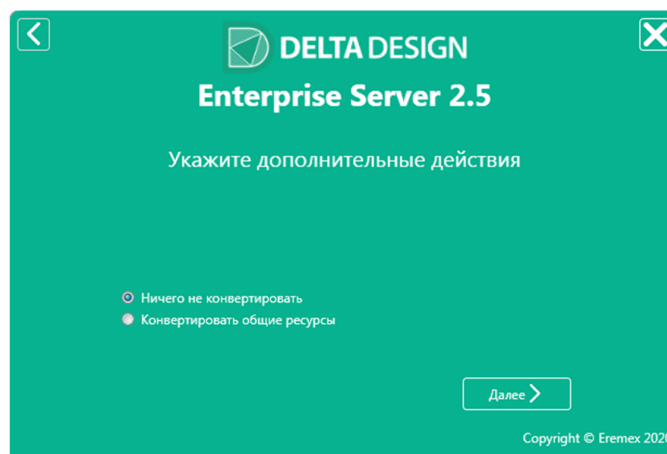 DELTA DESIGN
Enterprise Server 2.5
Укажите дополнительные действия
Ничего не конвертировать
Конвертировать общие ресурсы
Далее
Copyright © Eremex 2020